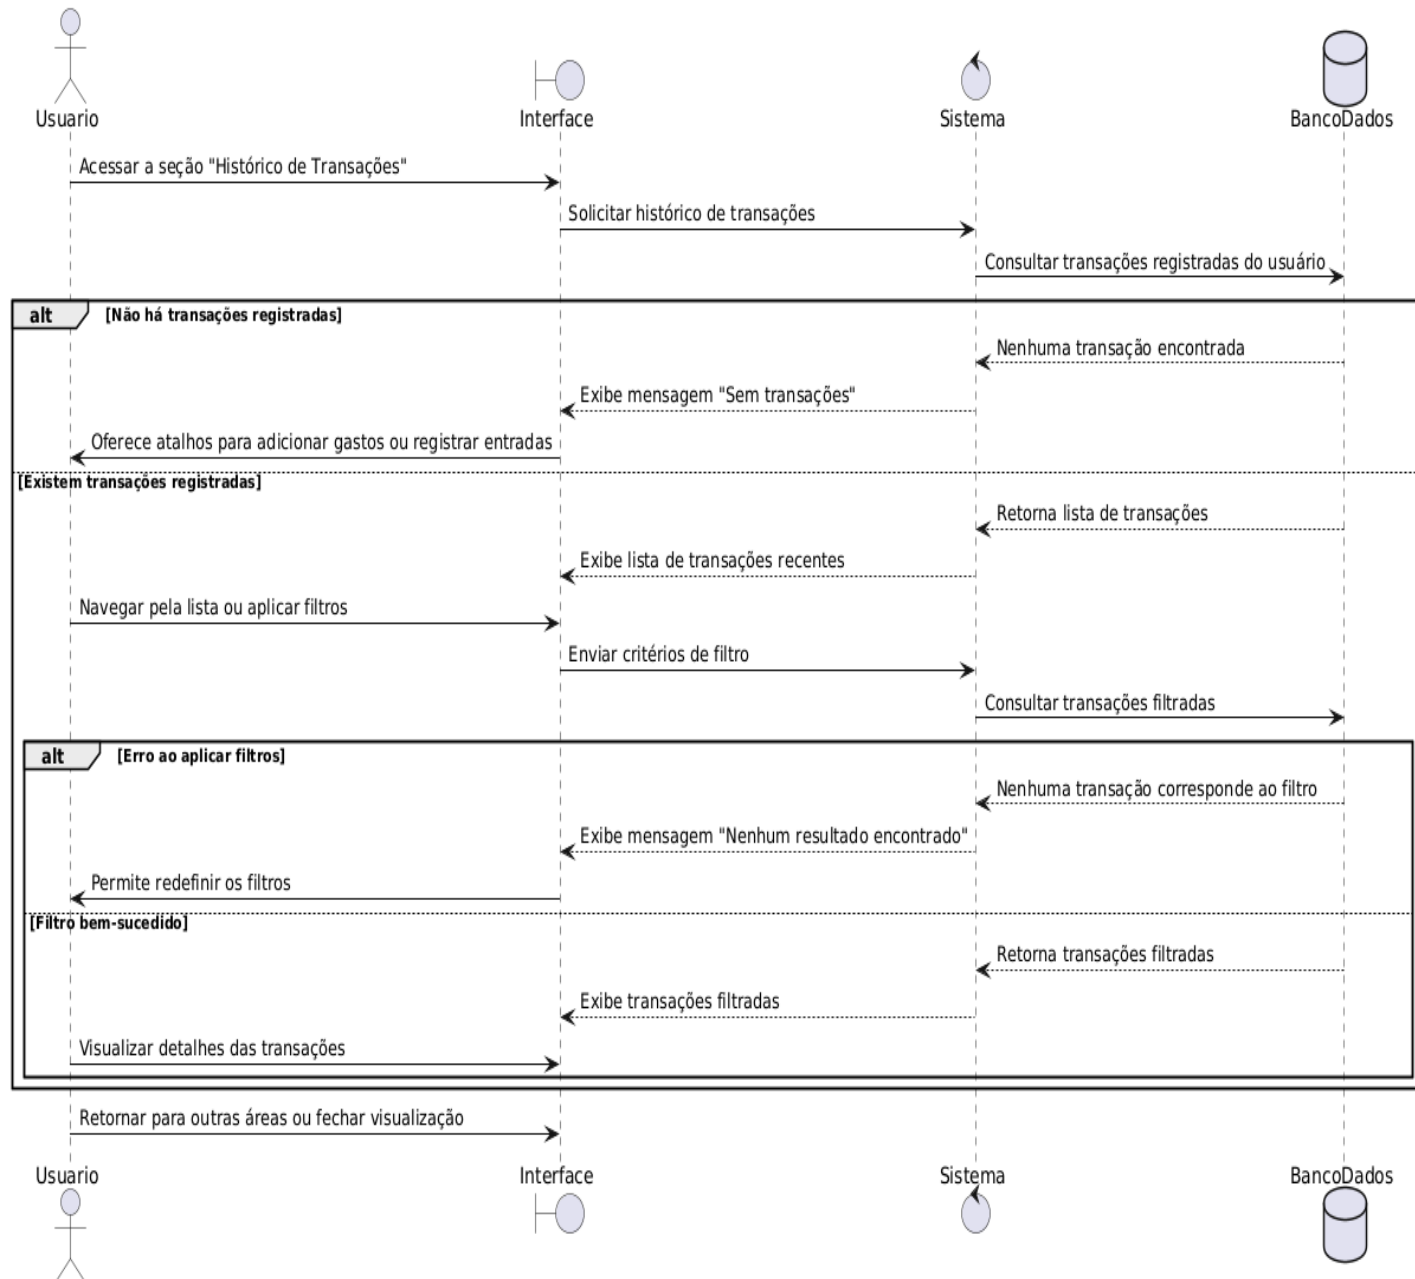 Usuario
Interface
Sistema
BancoDados
Acessar a seção "Histórico de Transações"
Solicitar histórico de transações
Consultar transações registradas do usuário
alt [Não há transações registradas]
Nenhuma transação encontrada
Exibe mensagem "Sem transações"
Oferece atalhos para adicionar gastos ou registrar entradas
[Existem transações registradas]
Retorna lista de transações
Exibe lista de transações recentes
Navegar pela lista ou aplicar filtros
Enviar critérios de filtro
Consultar transações filtradas
alt [Erro ao aplicar filtros]
Nenhuma transação corresponde ao filtro
Exibe mensagem "Nenhum resultado encontrado"
Permite redefinir os filtros
[Filtro bem-sucedido]
Retorna transações filtradas
Exibe transações filtradas
Visualizar detalhes das transações
Retornar para outras áreas ou fechar visualização
Usuario
Interface
Sistema
BancoDados